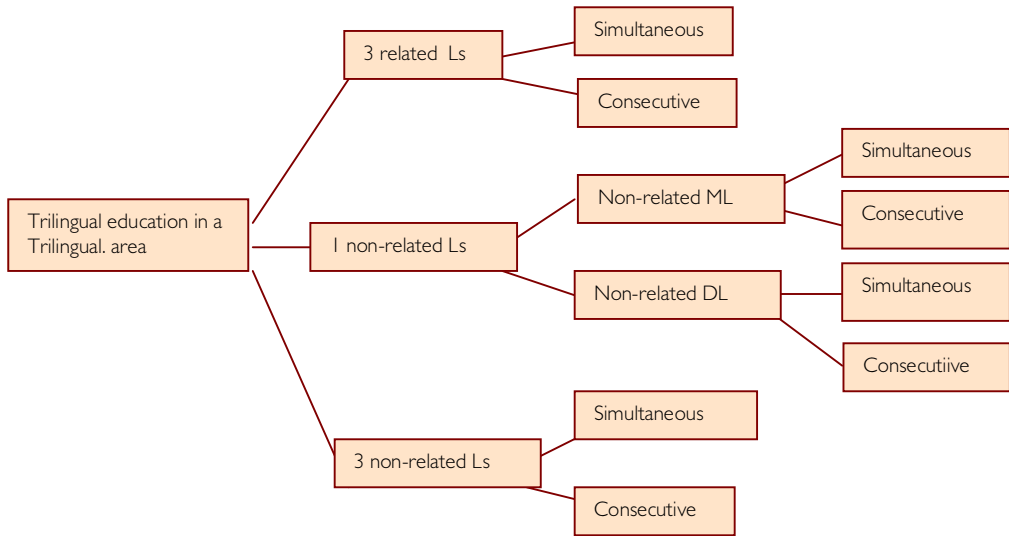 Trilingual education in a
Trilingual. area
3 related Ls
Simultaneous
Consecutive
1 non-related Ls
Non-related ML
Simultaneous
Consecutive
Non-related DL
Simultaneous
Consecutiive
3 non-related Ls
Simultaneous
Consecutive